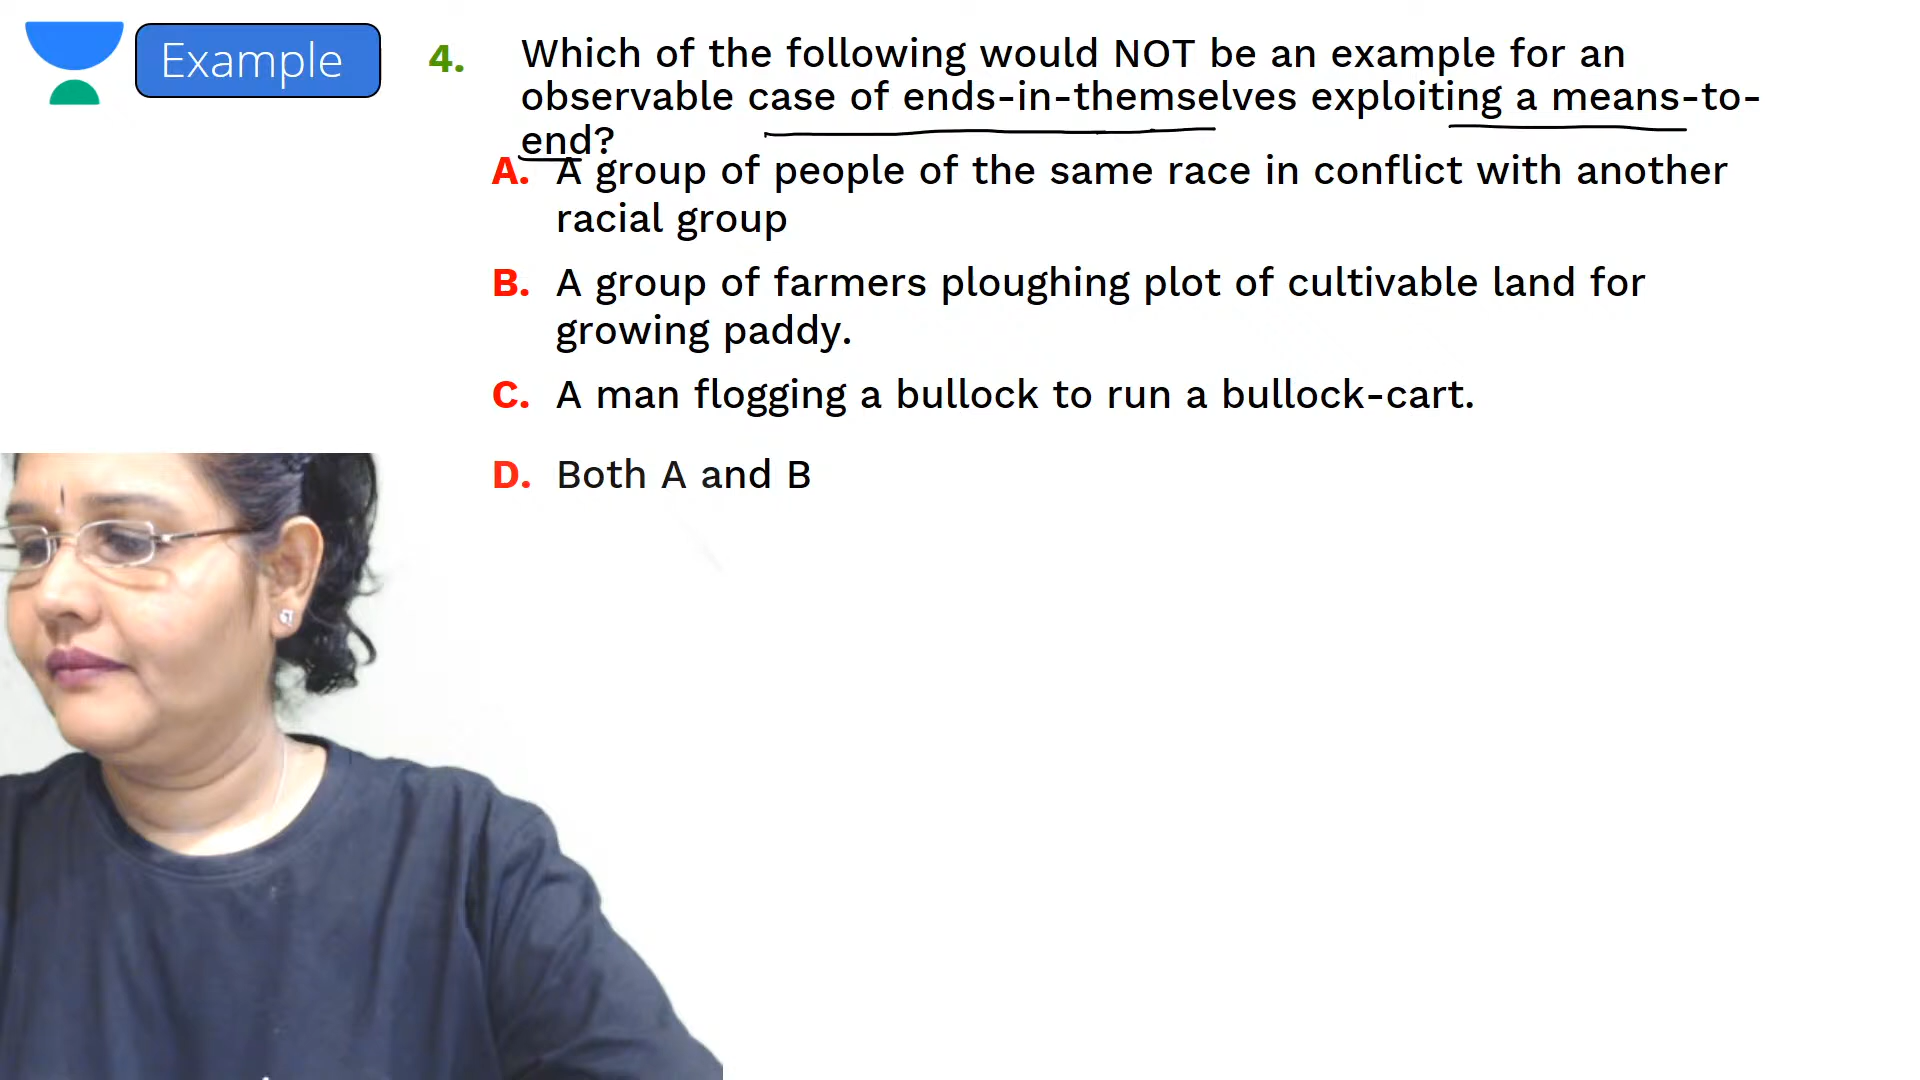 Example
4. Which of the following would NOT be an example for an
observable case of ends-in-themselves exploiting a means-to-
end?
A. A group of people of the same race in conflict with another
racial group
B. A group of farmers ploughing plot of cultivable land for
growing paddy.
C. A man flogging a bullock to run a bullock-cart.
D. Both A and B